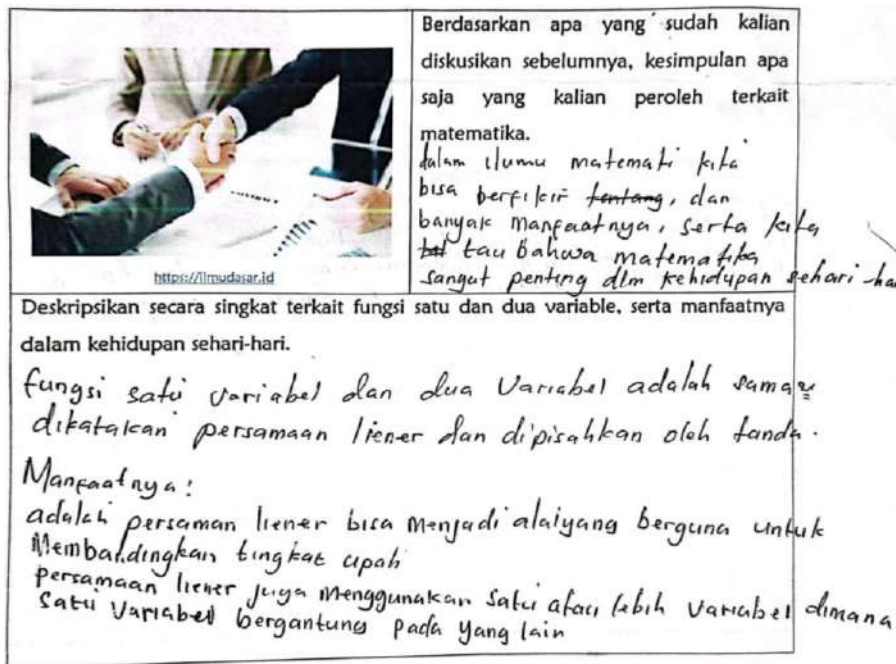 Berdasarkan apa yang sudah kalian
diskusikan sebelumnya, kesimpulan apa
saja yang kalian peroleh terkait
matematika.
dalam ilumu matemati kita
bisa berfikir tentang, dan
banyak manfaatnya, serta kita
tau bahwa matematika
sangat penting dlm kehidupan sehari-hari
https://ilmudasar.id
Deskripsikan secara singkat terkait fungsi satu dan dua variable, serta manfaatnya
dalam kehidupan sehari-hari.
fungsi satu variabel dan dua variabel adalah sama2
dikatakan persamaan liener dan dipisahkan oleh tanda.
Manfaatnya:
adalah persaman liener bisa menjadi alaiyang berguna untuk
Membandingkan tingkat upah
persamaan liener juga menggunakan satu atau lebih variabel dimana
satu variabel bergantung pada yang lain